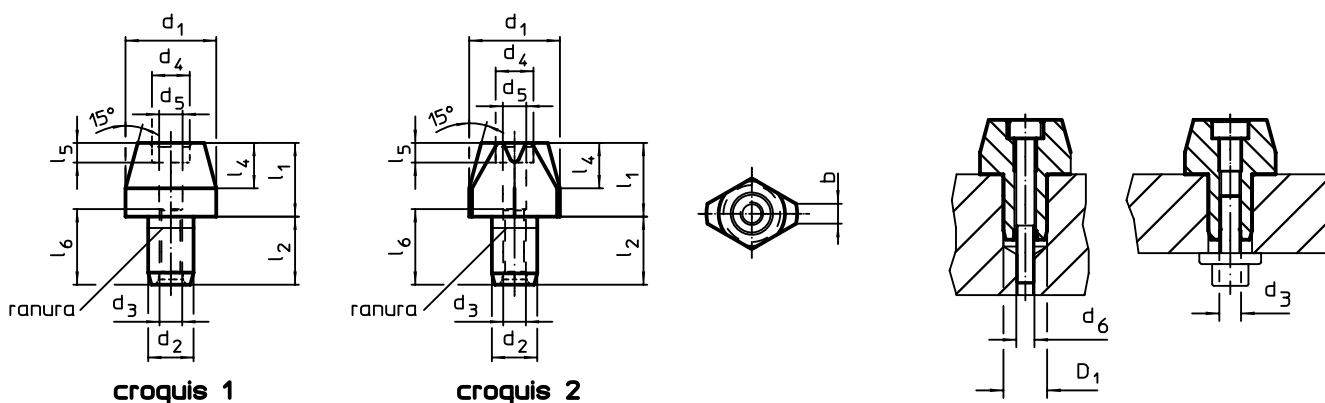 d1
d4
d5
15°
l5
l4
l1
l6
l2
ranura
d3
d2
croquis 1
d1
d4
d5
15°
l5
l4
l1
l6
l2
ranura
d3
d2
croquis 2
b
d6
D1
d3